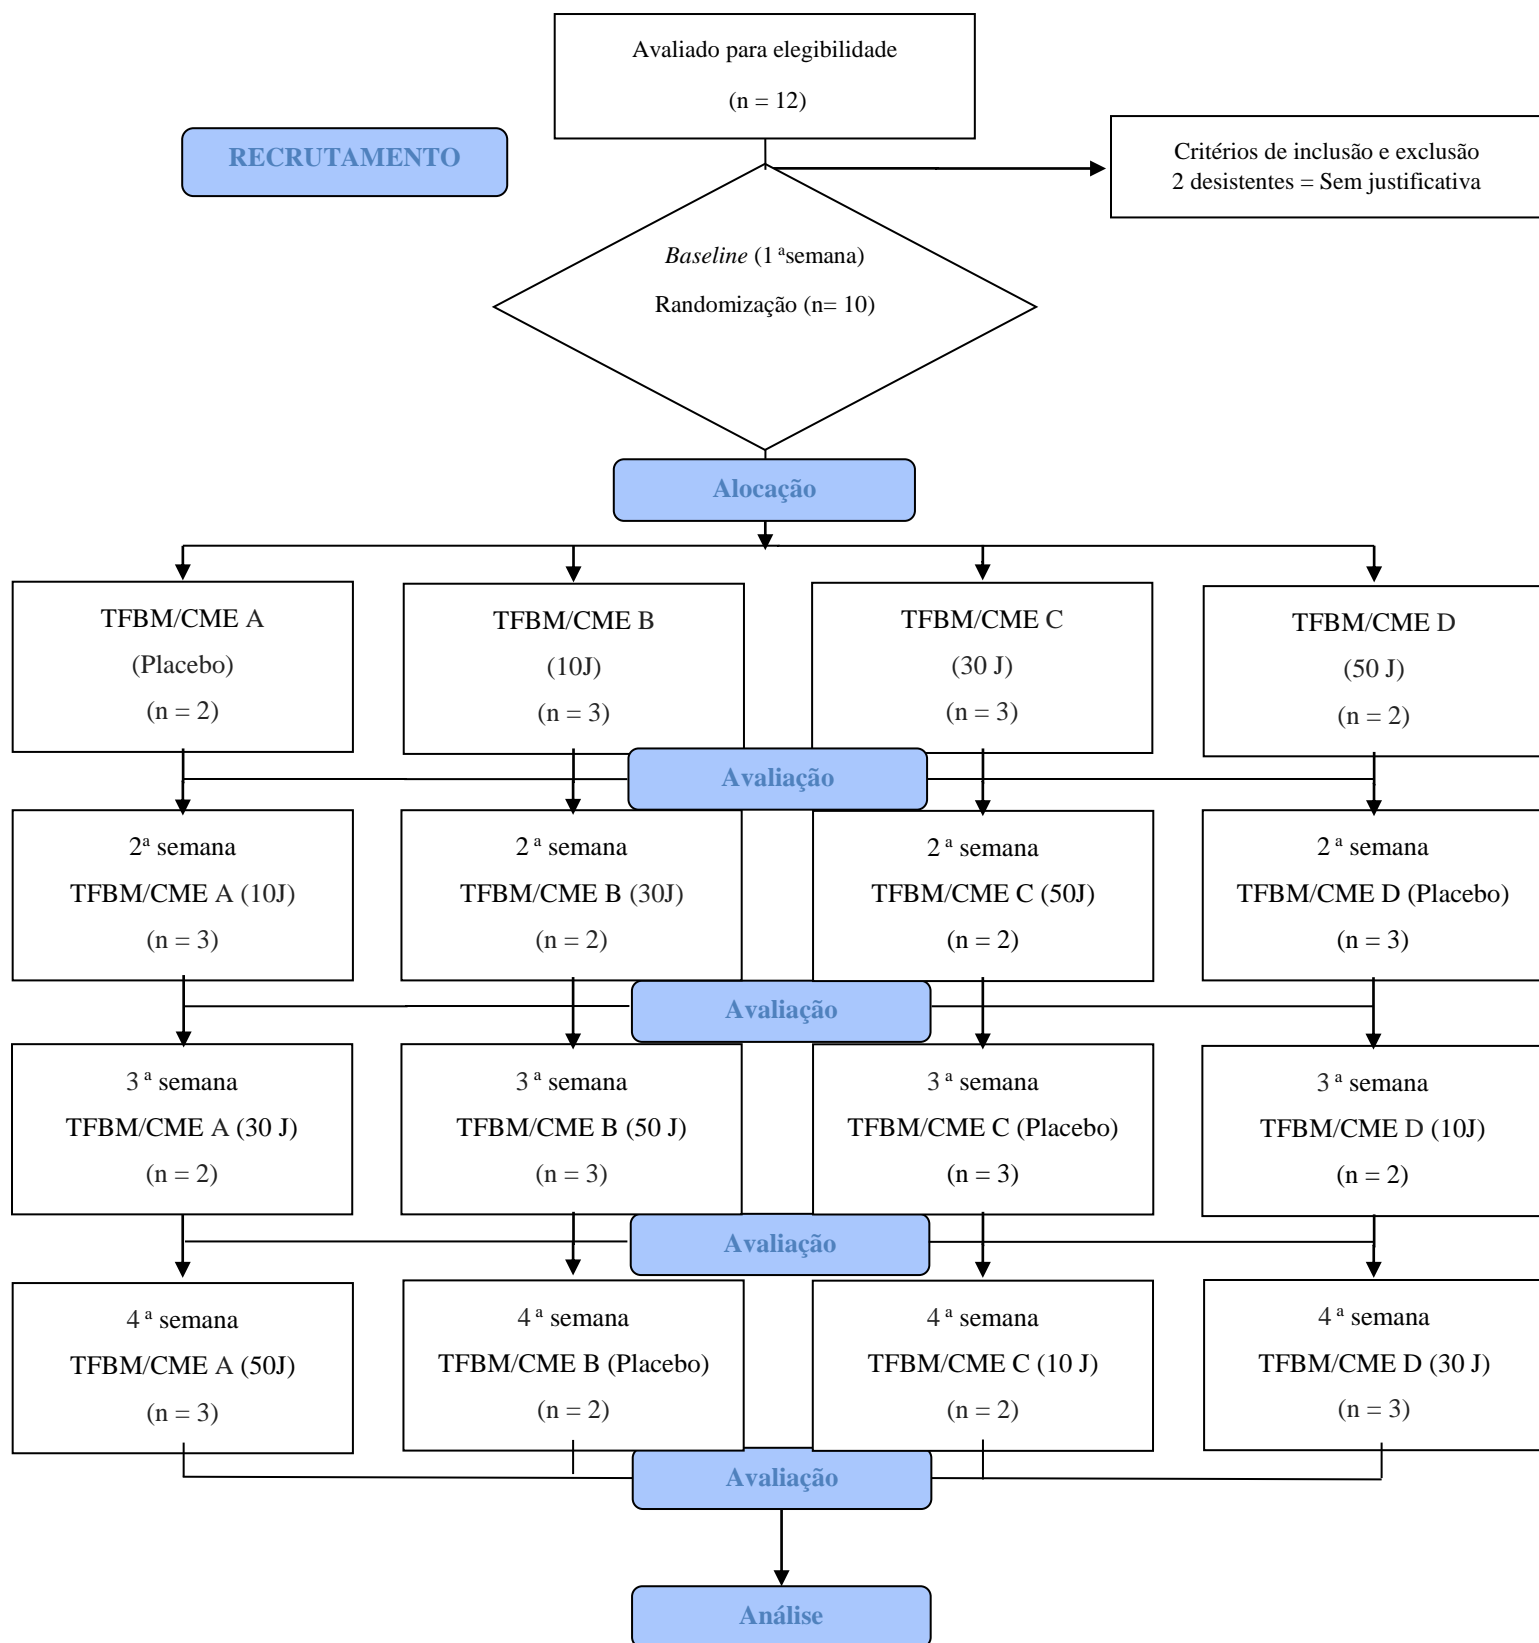 Avaliado para elegibilidade
(n = 12)
RECRUTAMENTO
Critérios de inclusão e exclusão
2 desistentes = Sem justificativa
Baseline (1 ª semana)
Randomização (n= 10)
Alocação
TFBM/CME A
(Placebo)
(n = 2)
TFBM/CME B
(10J)
(n = 3)
TFBM/CME C
(30 J)
(n = 3)
TFBM/CME D
(50 J)
(n = 2)
Avaliação
2ª semana
TFBM/CME A (10J)
(n = 3)
2 ª semana
TFBM/CME B (30J)
(n = 2)
2 ª semana
TFBM/CME C (50J)
(n = 2)
2 ª semana
TFBM/CME D (Placebo)
(n = 3)
Avaliação
3 ª semana
TFBM/CME A (30 J)
(n = 2)
3 ª semana
TFBM/CME B (50 J)
(n = 3)
3 ª semana
TFBM/CME C (Placebo)
(n = 3)
3 ª semana
TFBM/CME D (10J)
(n = 2)
Avaliação
4 ª semana
TFBM/CME A (50J)
(n = 3)
4 ª semana
TFBM/CME B (Placebo)
(n = 2)
4 ª semana
TFBM/CME C (10 J)
(n = 2)
4 ª semana
TFBM/CME D (30 J)
(n = 3)
Avaliação
Análise